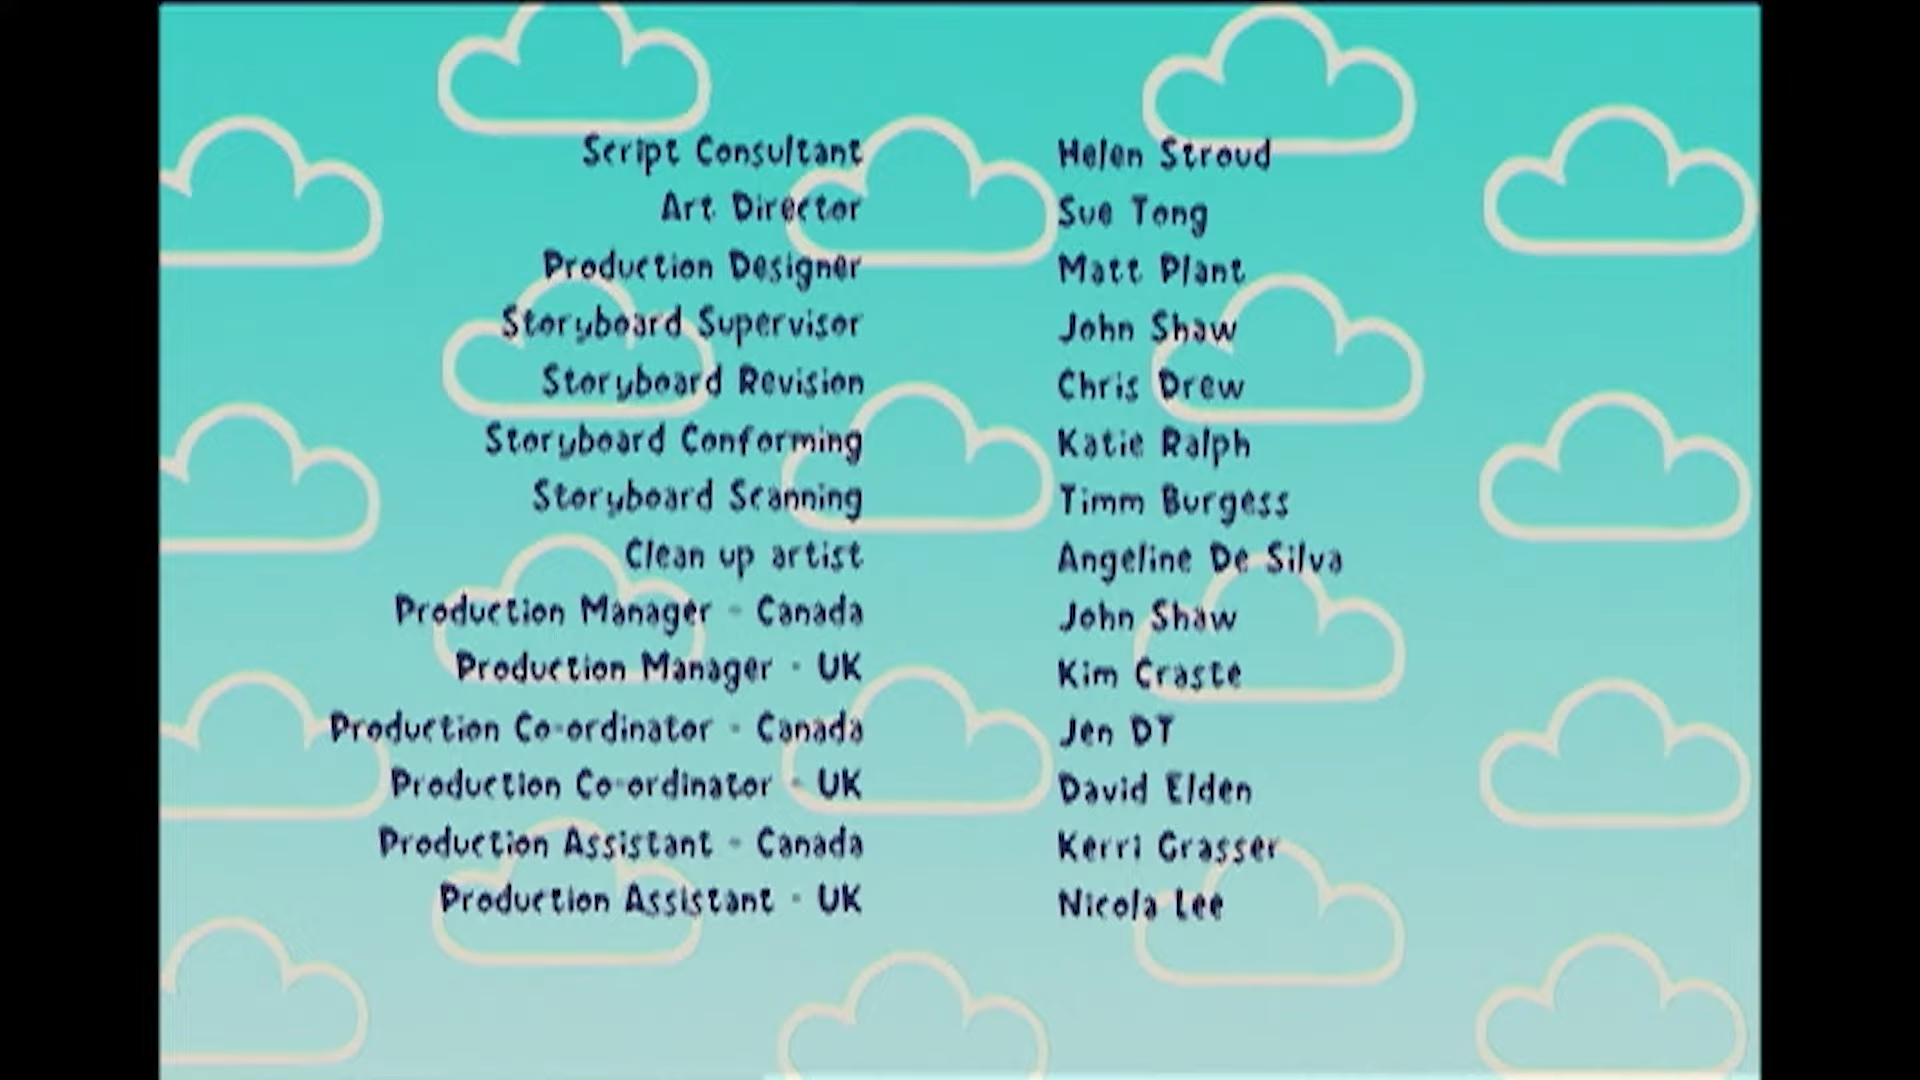 Script Consultant Helen Stroud
Art Director Sue Tong
Production Designer Matt Plant
Storyboard Supervisor John Shaw
Storyboard Revision Chris Drew
Storyboard Conforming Katie Ralph
Storyboard Scanning Timm Burgess
Clean up artist Angeline De Silva
Production Manager - Canada John Shaw
Production Manager - UK Kim Craste
Production Co-ordinator - Canada Jen DT
Production Co-ordinator - UK David Elden
Production Assistant - Canada Kerri Grasser
Production Assistant - UK Nicola Lee